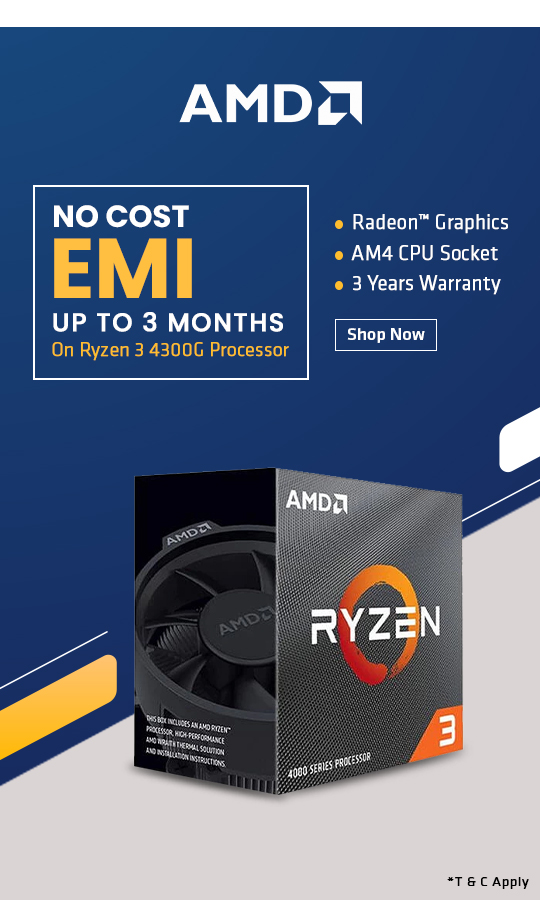 AMD
NO COST
EMI
UP TO 3 MONTHS
On Ryzen 3 4300G Processor
Radeon™ Graphics
AM4 CPU Socket
3 Years Warranty
Shop Now
AMD
AMD
AMD
RYZEN
3
THIS BOX INCLUDES AN AMD RYZEN™
PROCESSOR, HIGH-PERFORMANCE
AMD WRAITH THERMAL SOLUTION
AND INSTALLATION INSTRUCTIONS.
4000 SERIES PROCESSOR
*T & C Apply